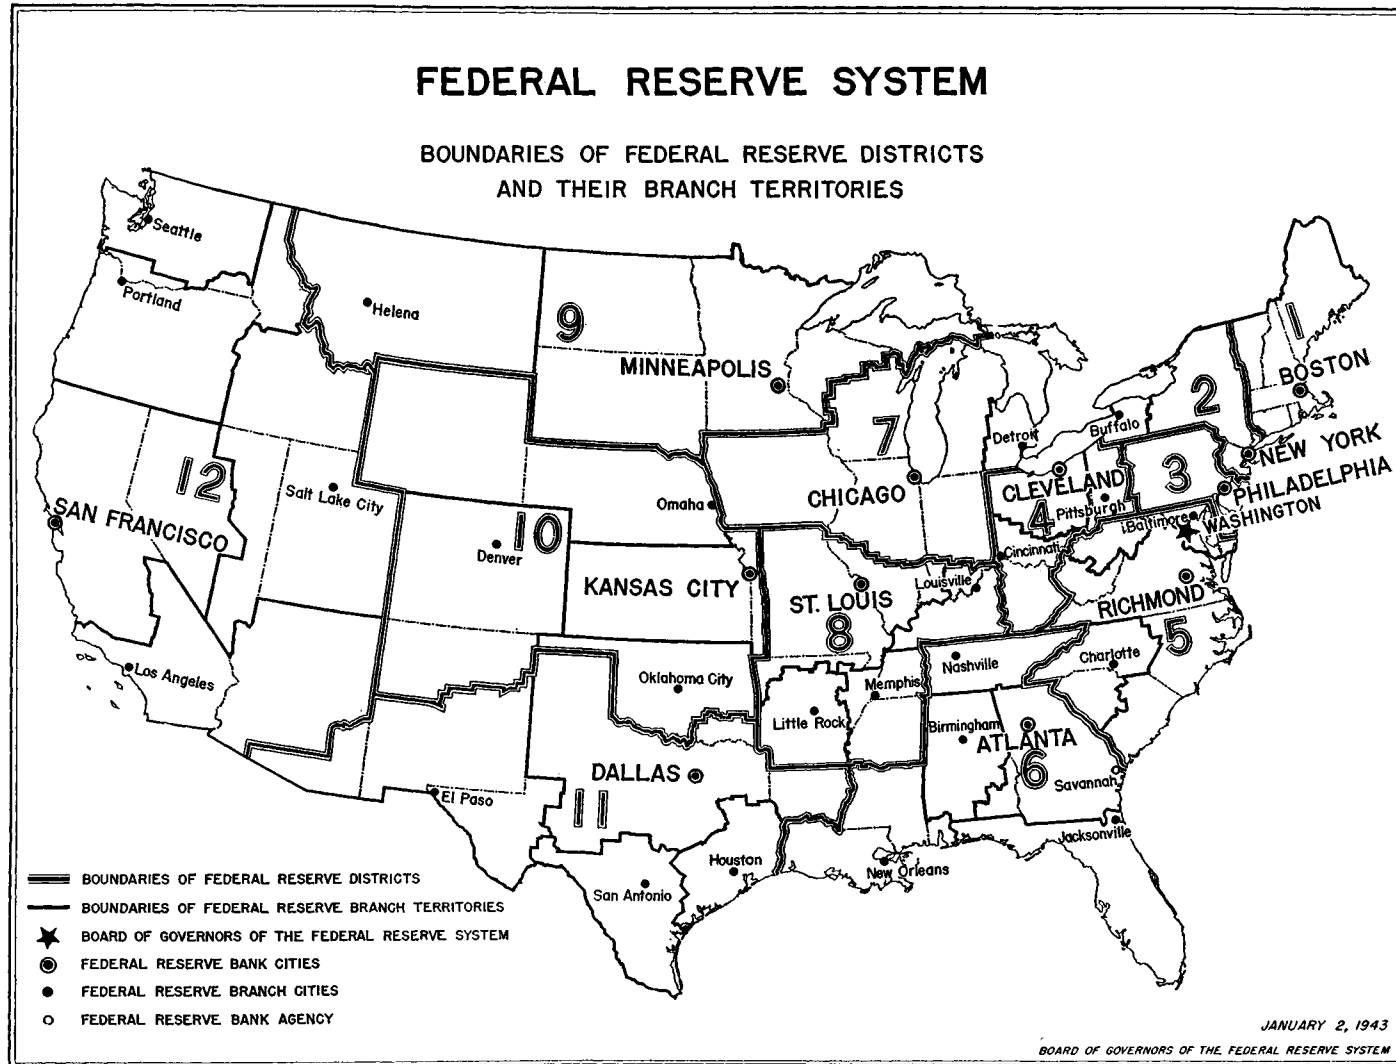 FEDERAL RESERVE SYSTEM
BOUNDARIES OF FEDERAL RESERVE DISTRICTS
AND THEIR BRANCH TERRITORIES
Seattle
Portland
Helena
9
MINNEAPOLIS
1
BOSTON
2
Buffalo
NEW YORK
7
Detroit
3
PHILADELPHIA
12
SAN FRANCISCO
Salt Lake City
Omaha
CHICAGO
CLEVELAND
4
Pittsburgh
Baltimore
WASHINGTON
10
Denver
Cincinnati
KANSAS CITY
ST. LOUIS
8
Louisville
RICHMOND
5
Los Angeles
Oklahoma City
Nashville
Charlotte
Memphis
Little Rock
Birmingham
ATLANTA
6
DALLAS
11
Savannah
El Paso
Jacksonville
Houston
New Orleans
San Antonio
BOUNDARIES OF FEDERAL RESERVE DISTRICTS
BOUNDARIES OF FEDERAL RESERVE BRANCH TERRITORIES
BOARD OF GOVERNORS OF THE FEDERAL RESERVE SYSTEM
FEDERAL RESERVE BANK CITIES
FEDERAL RESERVE BRANCH CITIES
FEDERAL RESERVE BANK AGENCY
JANUARY 2, 1943
BOARD OF GOVERNORS OF THE FEDERAL RESERVE SYSTEM